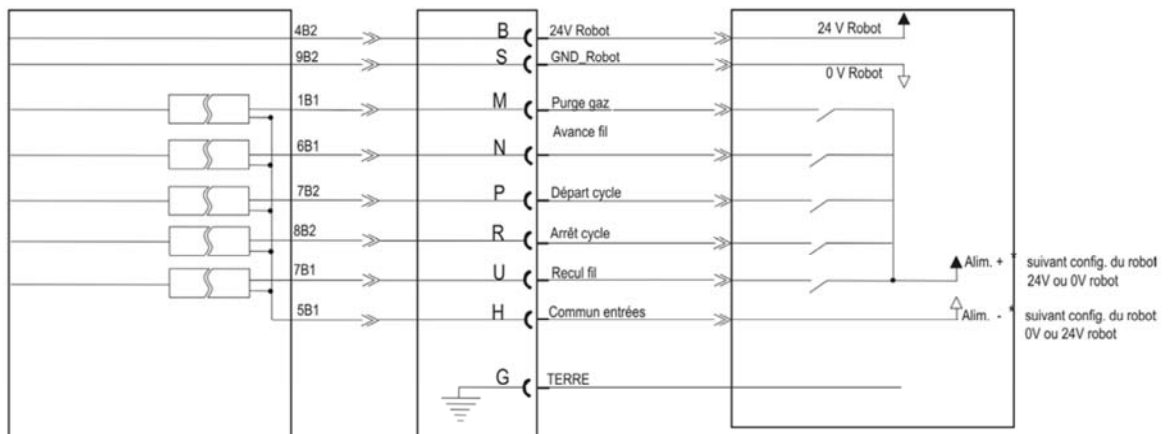 4B2 B 24V Robot 24 V Robot
9B2 S GND_Robot 0 V Robot
1B1 M Purge gaz
Avance fil
6B1 N
7B2 P Départ cycle
8B2 R Arrêt cycle
7B1 U Recul fil
Alim. + * suivant config. du robot
24V ou 0V robot
5B1 H Commun entrées
Alim. - * suivant config. du robot
0V ou 24V robot
G TERRE